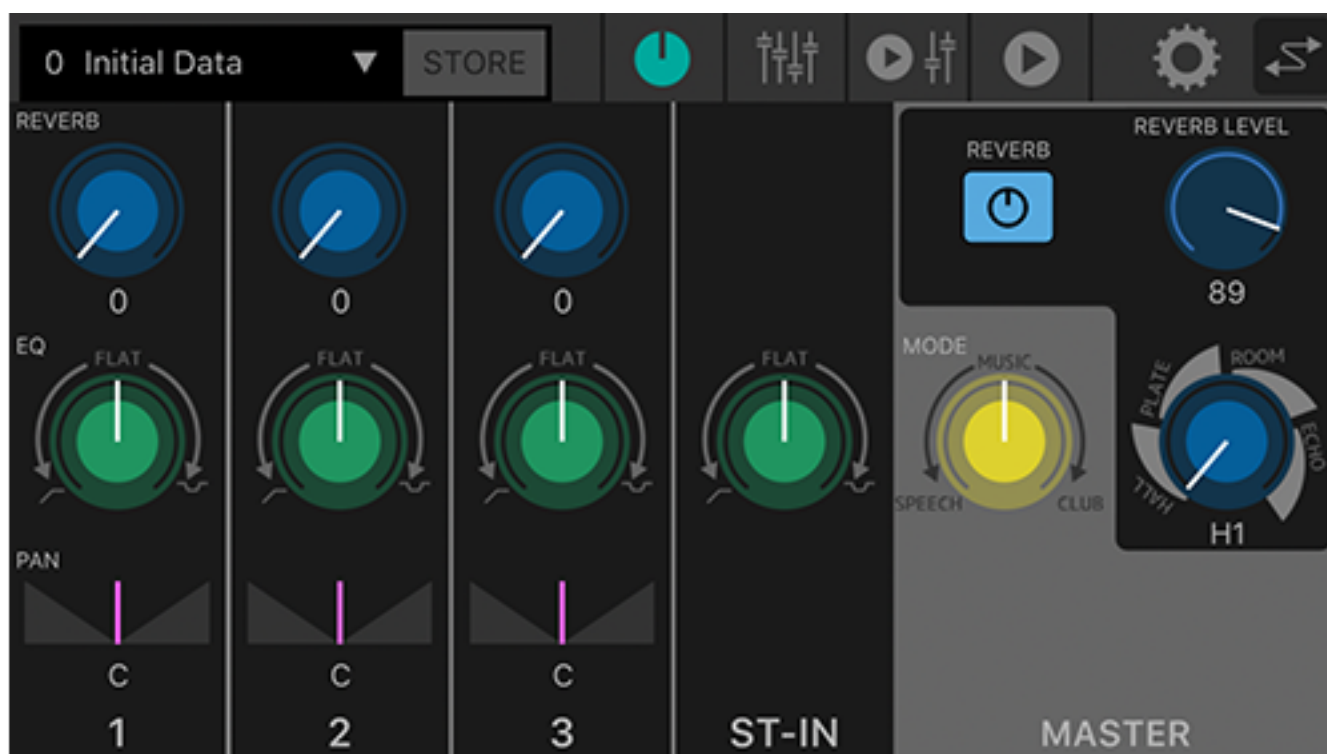 0 Initial Data ▼ STORE
REVERB
0
0
0
REVERB
REVERB LEVEL
89
EQ
FLAT
FLAT
FLAT
FLAT
MODE
MUSIC
SPEECH
CLUB
PLATE
ROOM
ECHO
HALL
H1
PAN
C
C
C
1
2
3
ST-IN
MASTER